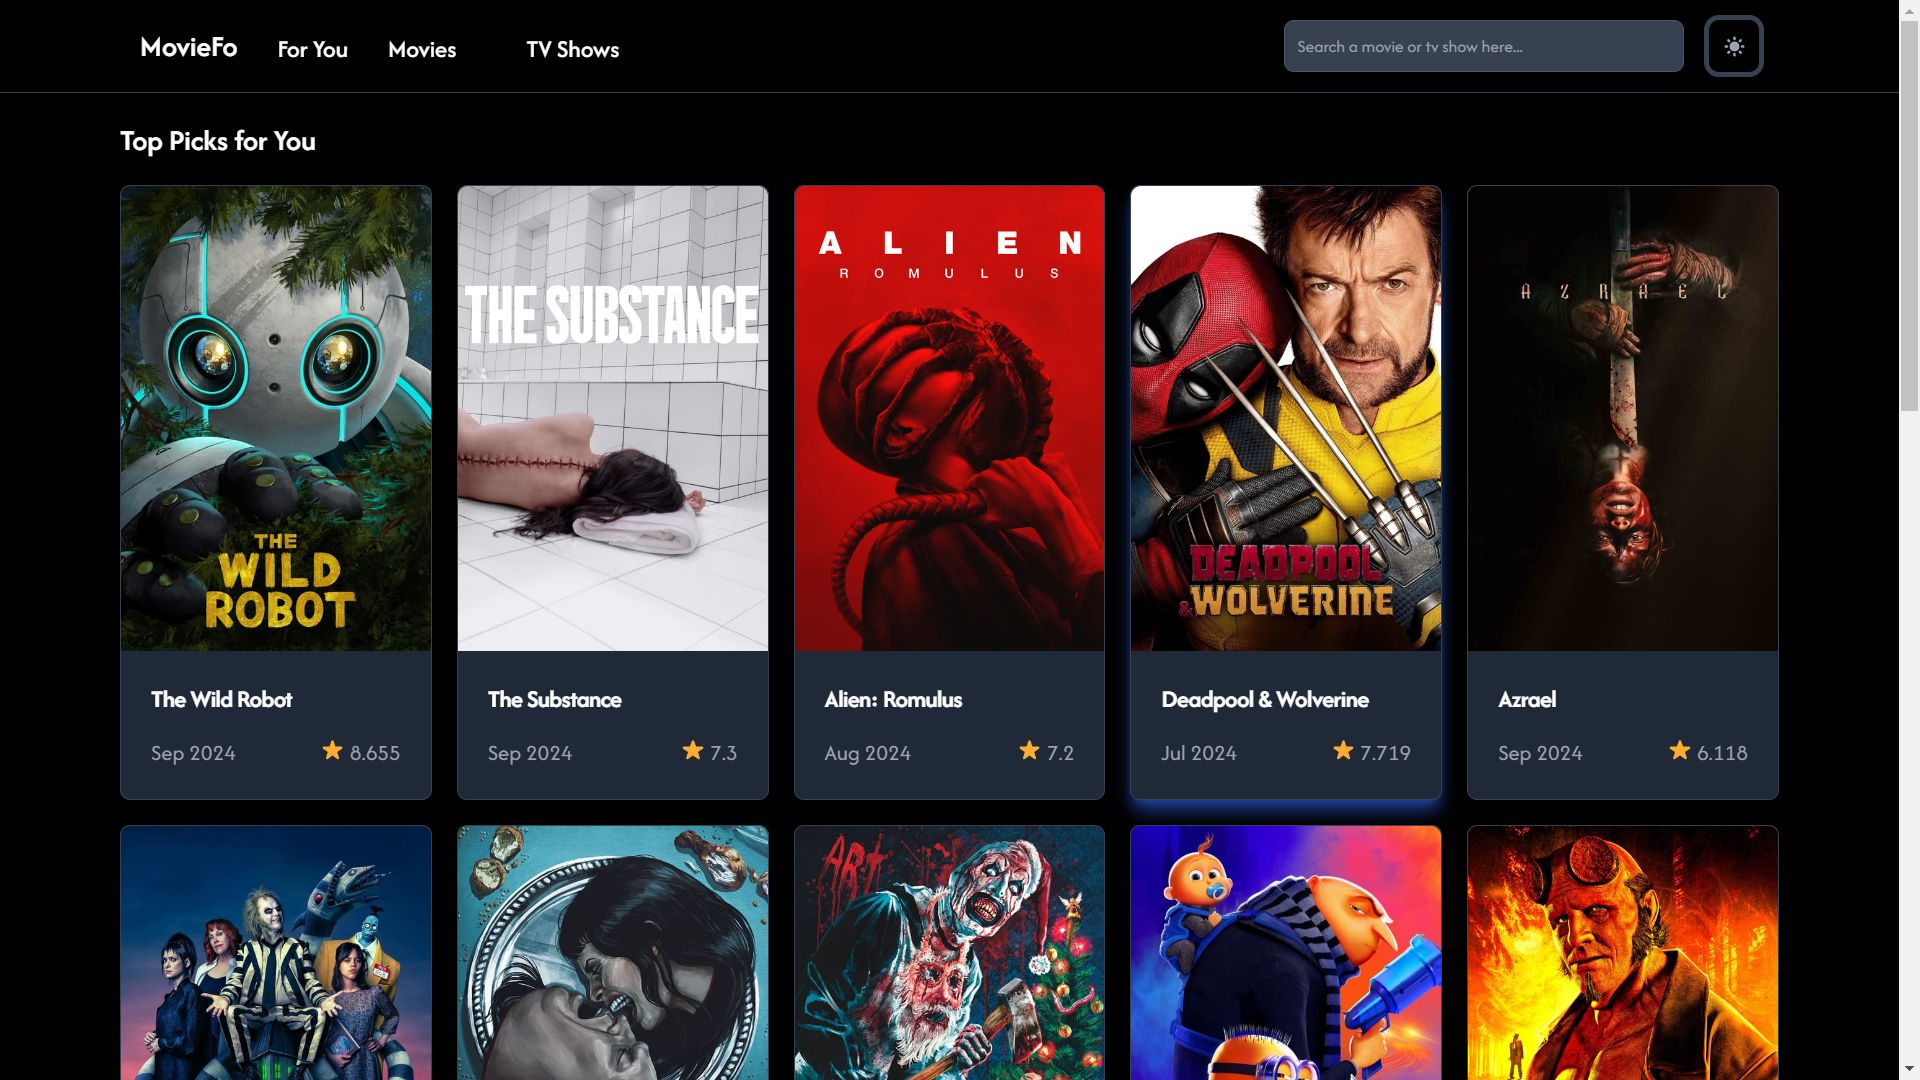 MovieFo For You Movies TV Shows Search a movie or tv show here...
Top Picks for You
THE
WILD
ROBOT
THE SUBSTANCE
ALIEN
ROMULUS
DEADPOOL
&WOLVERINE
AZRAEL
The Wild Robot
Sep 2024 8.655
The Substance
Sep 2024 7.3
Alien: Romulus
Aug 2024 7.2
Deadpool & Wolverine
Jul 2024 7.719
Azrael
Sep 2024 6.118
ART